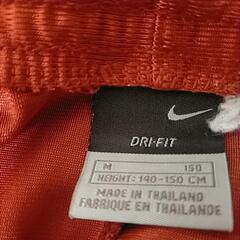 DRI-FIT
M 150
HEIGHT: 140-150 CM
MADE IN THAILAND
FABRIQUE EN THAILANDE